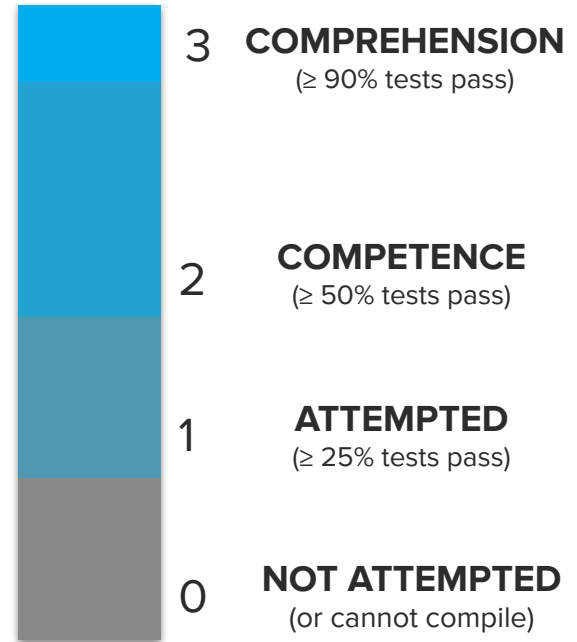 3 COMPREHENSION
(≥ 90% tests pass)
2 COMPETENCE
(≥ 50% tests pass)
1 ATTEMPTED
(≥ 25% tests pass)
0 NOT ATTEMPTED
(or cannot compile)